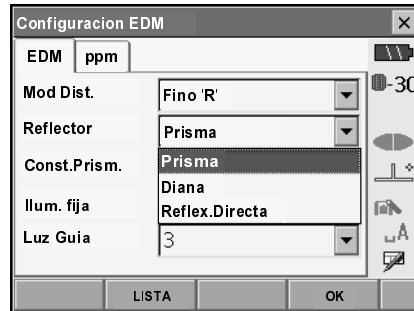 Configuracion EDM
EDM ppm
-30
Mod Dist. Fino 'R'
Reflector Prisma
Const.Prism. Prisma
Diana
Ilum. fija Reflex.Directa
Luz Guia 3
A
LISTA OK